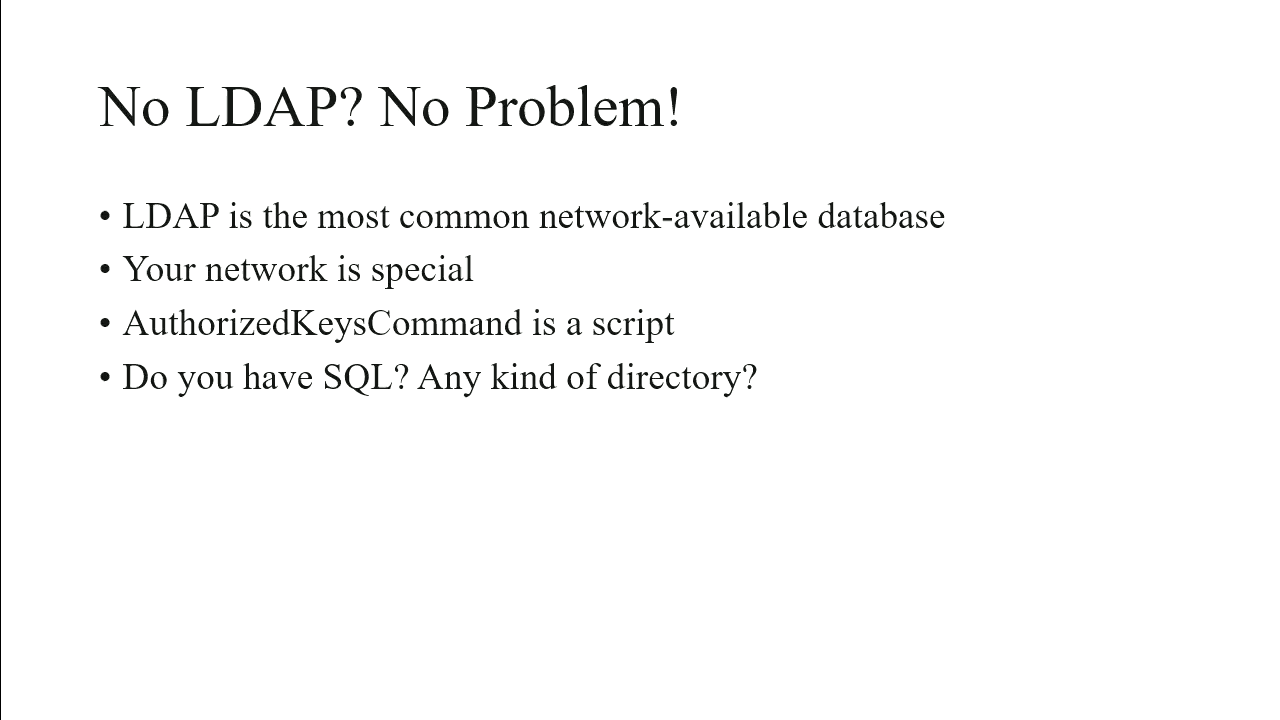 No LDAP? No Problem!
• LDAP is the most common network-available database
• Your network is special
• AuthorizedKeysCommand is a script
• Do you have SQL? Any kind of directory?